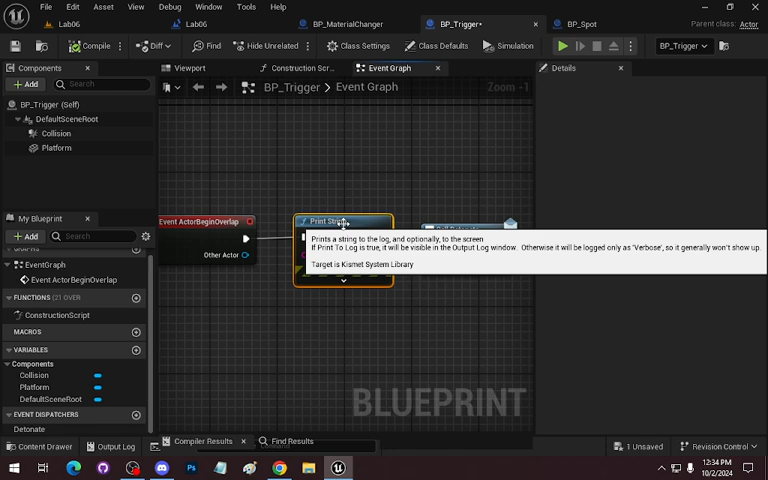 File Edit Asset View Debug Window Tools Help
Lab06 Lab06 BP_MaterialChanger BP_Trigger• BP_Spot Parent class: Actor
Compile Diff Find Hide Unrelated Class Settings Class Defaults Simulation BP_Trigger
Components Viewport Construction Scr... Event Graph Details
Add Search
BP_Trigger > Event Graph Zoom -1
BP_Trigger (Self)
DefaultSceneRoot
Collision
Platform
My Blueprint
Add Search
EventGraph
Event ActorBeginOverlap
FUNCTIONS (21 OVER
ConstructionScript
MACROS
VARIABLES
Components
Collision
Platform
DefaultSceneRoot
EVENT DISPATCHERS
Detonate
Event ActorBeginOverlap
Other Actor
Print String
Prints a string to the log, and optionally, to the screen
If Print To Log is true, it will be visible in the Output Log window. Otherwise it will be logged only as 'Verbose', so it generally won't show up.
Target is Kismet System Library
BLUEPRINT
Compiler Results Find Results
Content Drawer Output Log 1 Unsaved Revision Control
12:34 PM
10/2/2024